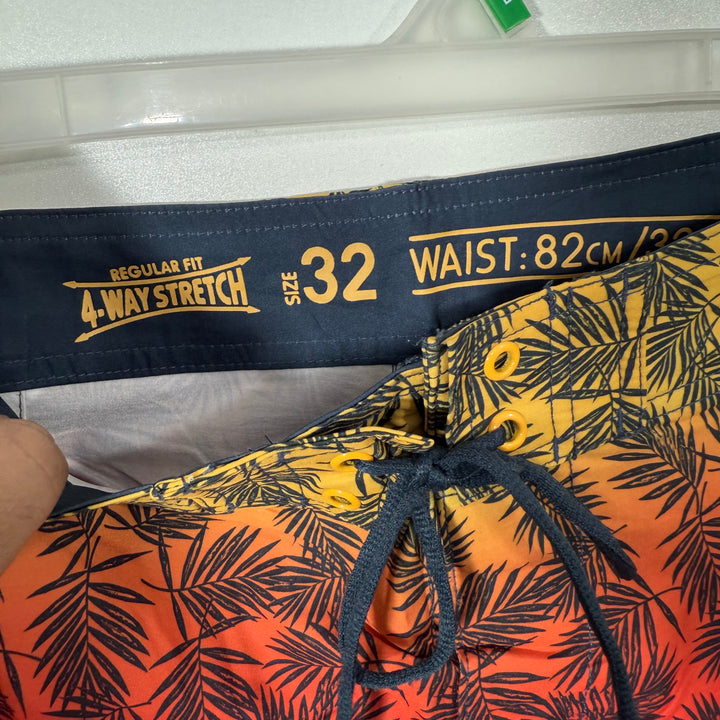 REGULAR FIT
4-WAY STRETCH
SIZE 32
WAIST: 82CM /